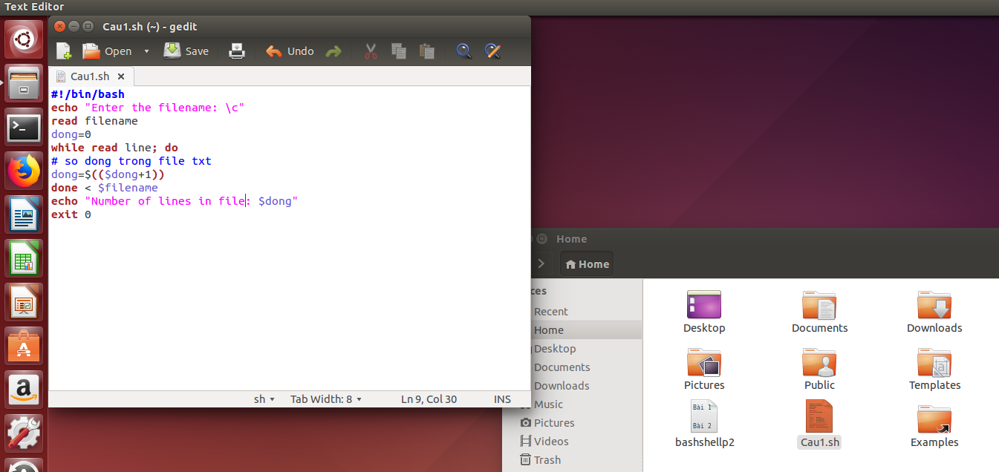 Text Editor
Cau1.sh (~) - gedit
Open
Save
Undo
Cau1.sh
#!/bin/bash
echo "Enter the filename: \c"
read filename
dong=0
while read line; do
# so dong trong file txt
dong=$(($dong+1))
done < $filename
echo "Number of lines in file: $dong"
exit 0
sh
Tab Width: 8
Ln 9, Col 30
INS
Home
Home
ces
Recent
Home
Desktop
Documents
Downloads
Music
Pictures
Videos
Trash
Desktop
Documents
Downloads
Pictures
Public
Templates
Bài 1
Bài 2
bashshellp2
Cau1.sh
Examples